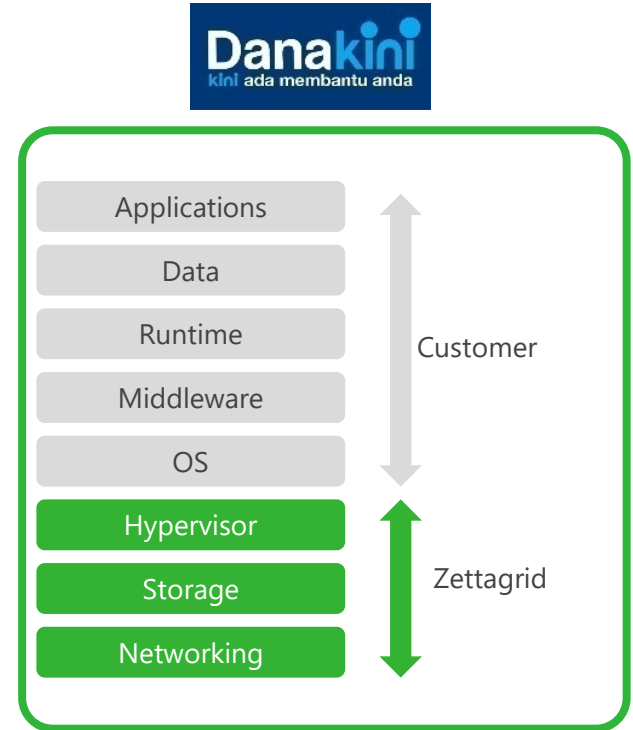 Danakini
kini ada membantu anda
Applications
Data
Runtime
Customer
Middleware
OS
Hypervisor
Storage
Zettagrid
Networking